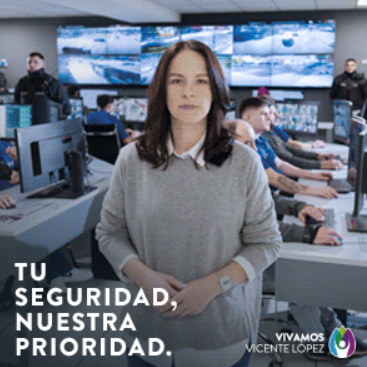 TU
SEGURIDAD,
NUESTRA
PRIORIDAD.
VIVAMOS
VICENTE LÓPEZ